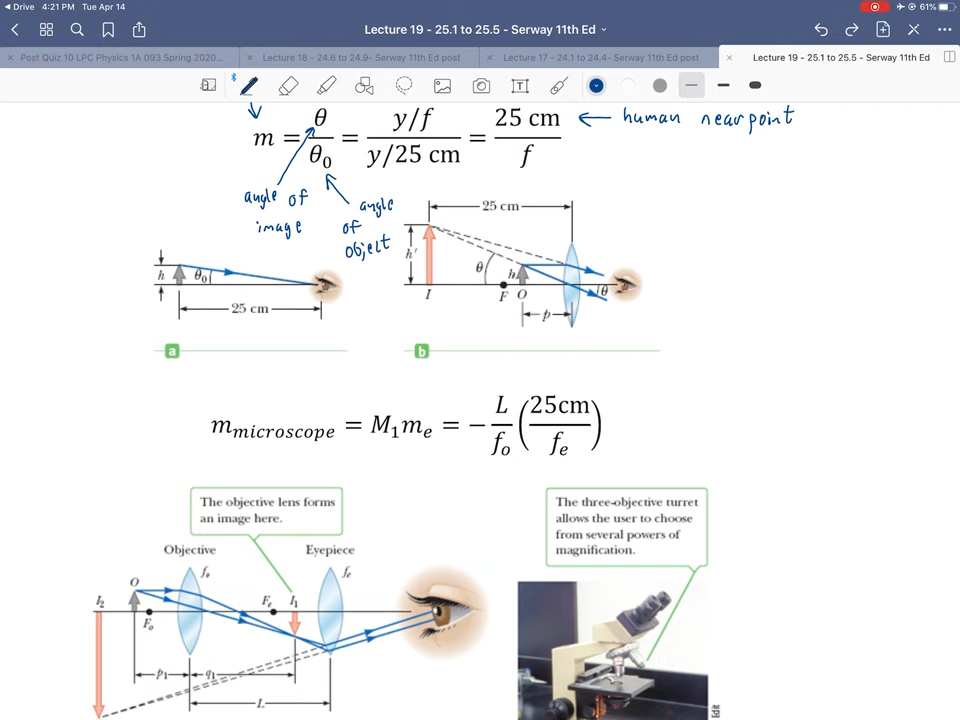 Drive 4:21 PM Tue Apr 14
61%
Lecture 19 - 25.1 to 25.5 - Serway 11th Ed
Post Quiz 10 LPC Physics 1A 093 Spring 2020...
Lecture 18 - 24.6 to 24.9- Serway 11th Ed post
Lecture 17 - 24.1 to 24.4- Serway 11th Ed post
Lecture 19 - 25.1 to 25.5 - Serway 11th Ed
m = θ/θ₀ = (y/f)/(y/25 cm) = 25 cm/f ← human near point
angle of
image
angle
of
object
25 cm
h'
h
θ₀
θ
h
θ
I
F
O
25 cm
p
a
b
m_microscope = M₁mₑ = −L/fₒ (25cm/fₑ)
The objective lens forms
an image here.
The three-objective turret
allows the user to choose
from several powers of
magnification.
Objective
Eyepiece
fₒ
fₑ
O
I₂
Fₑ
I₁
Fₒ
p₁
q₁
L
Edit